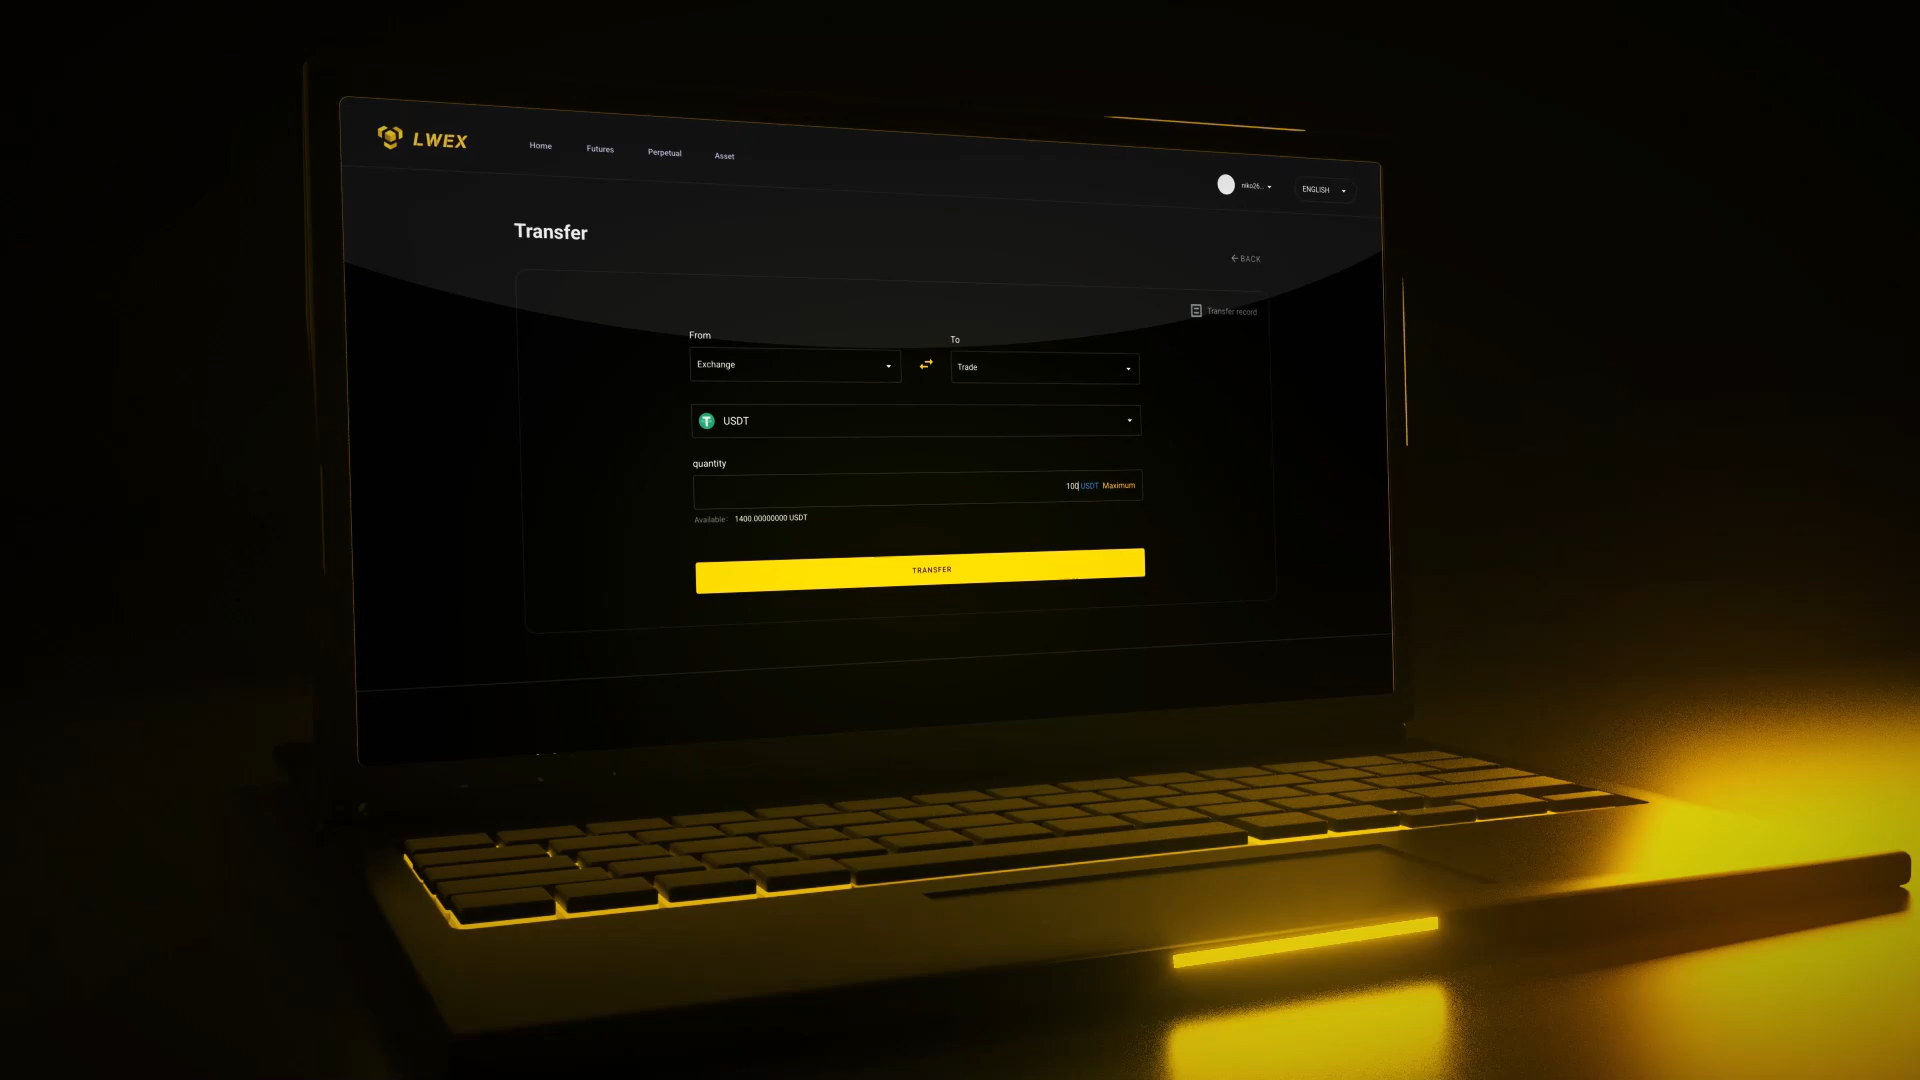 LWEX
Home Futures Perpetual Asset
niko26... ENGLISH
Transfer
BACK
Transfer record
From To
Exchange Trade
USDT
quantity
100 USDT Maximum
Available: 1400.00000000 USDT
TRANSFER